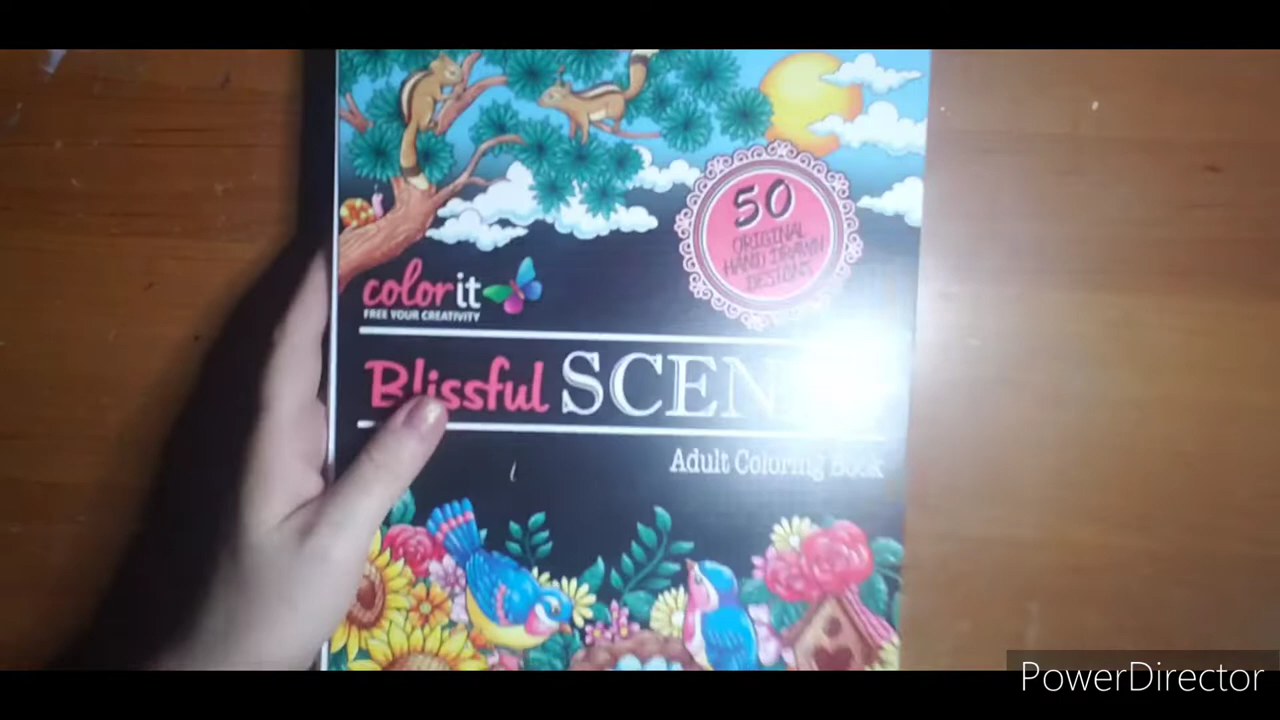 50
ORIGINAL
HAND DRAWN
DESIGNS
colorit
FREE YOUR CREATIVITY
Blissful SCEN
Adult Coloring Book
PowerDirector